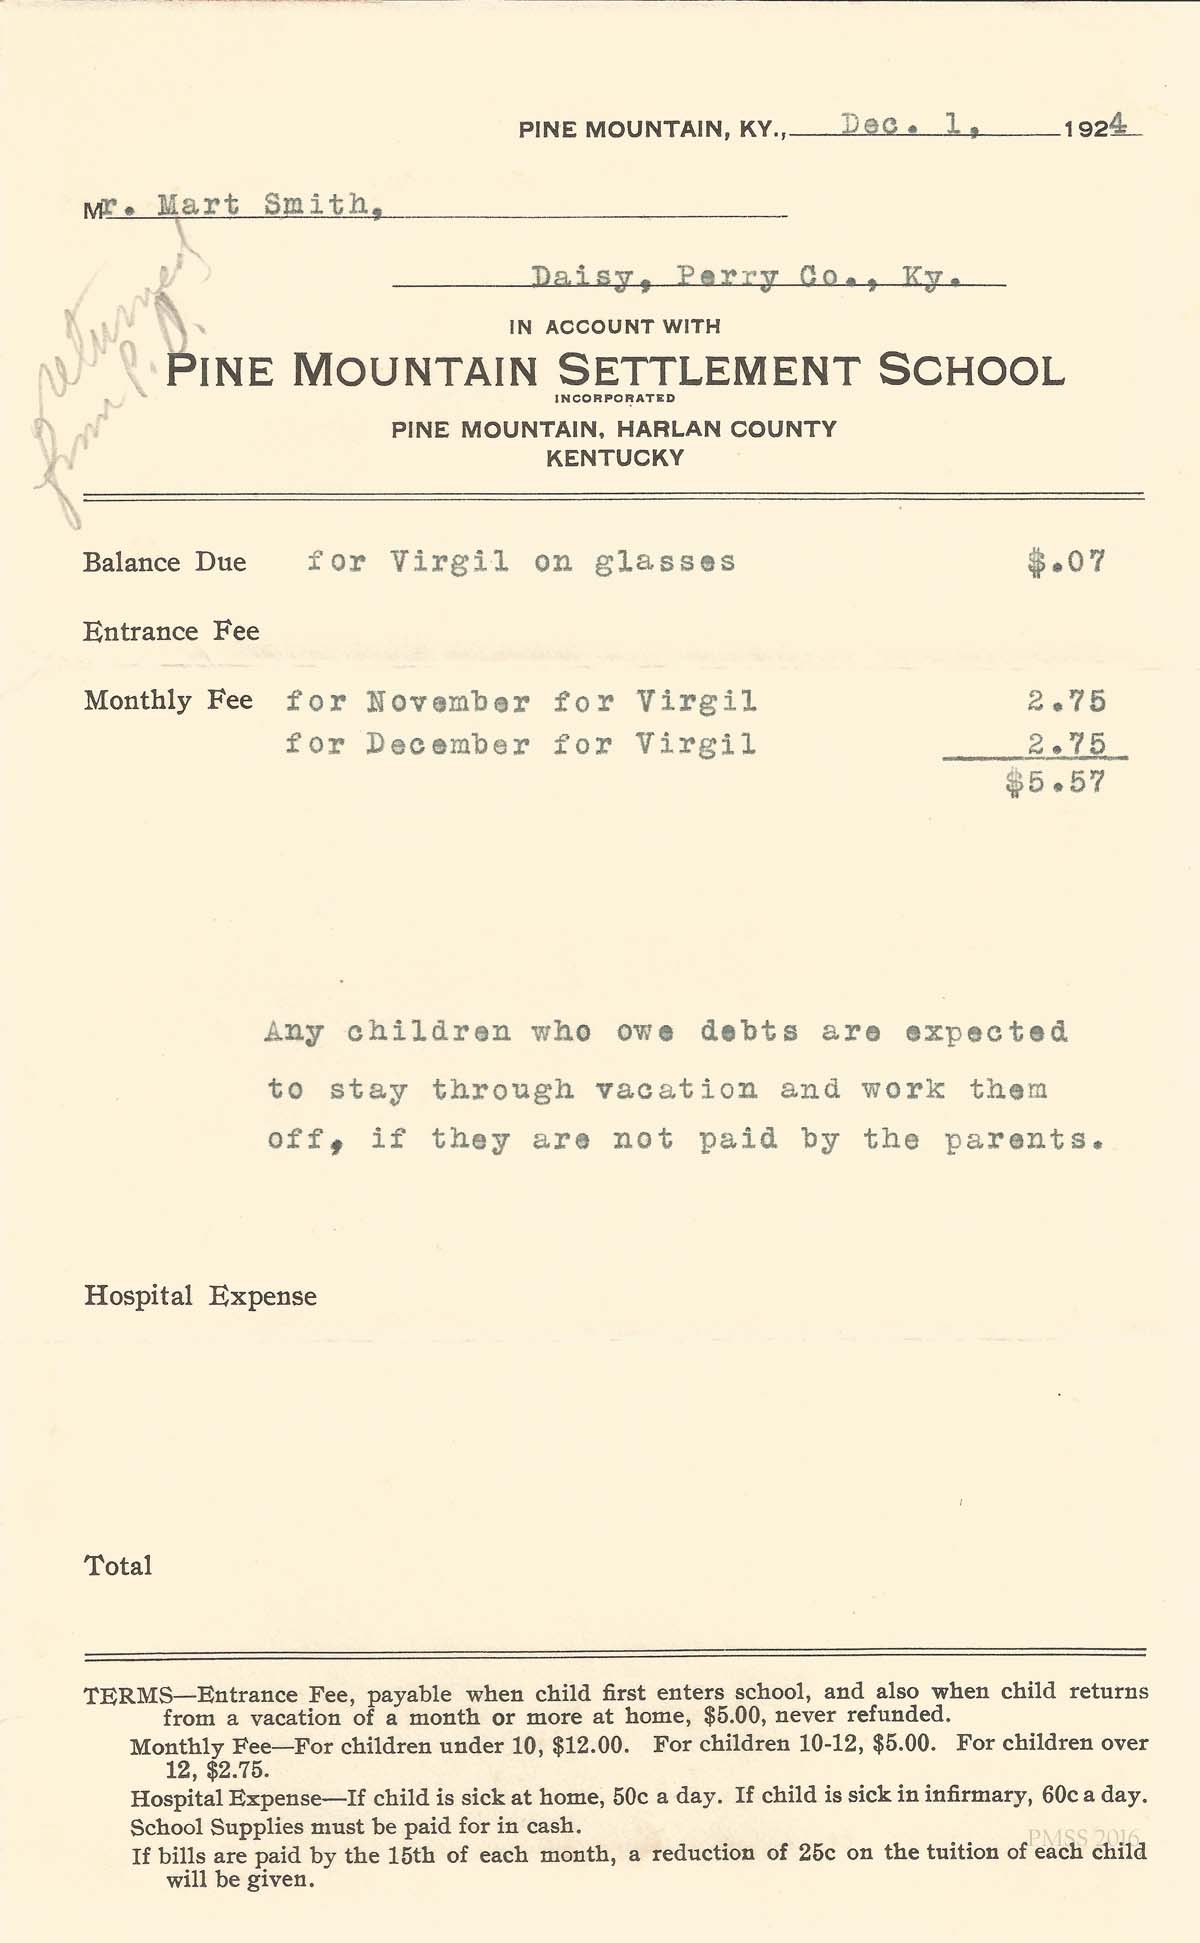 PINE MOUNTAIN, KY., Dec. 1, 1924
Mr. Mart Smith,
Daisy, Perry Co., Ky.
returned
from P.O.
IN ACCOUNT WITH
PINE MOUNTAIN SETTLEMENT SCHOOL
INCORPORATED
PINE MOUNTAIN, HARLAN COUNTY
KENTUCKY
Balance Due for Virgil on glasses $.07
Entrance Fee
Monthly Fee for November for Virgil 2.75
for December for Virgil 2.75
$5.57
Any children who owe debts are expected
to stay through vacation and work them
off, if they are not paid by the parents.
Hospital Expense
Total
TERMS—Entrance Fee, payable when child first enters school, and also when child returns
from a vacation of a month or more at home, $5.00, never refunded.
Monthly Fee—For children under 10, $12.00. For children 10-12, $5.00. For children over
12, $2.75.
Hospital Expense—If child is sick at home, 50c a day. If child is sick in infirmary, 60c a day.
School Supplies must be paid for in cash.
PMSS 2016
If bills are paid by the 15th of each month, a reduction of 25c on the tuition of each child
will be given.